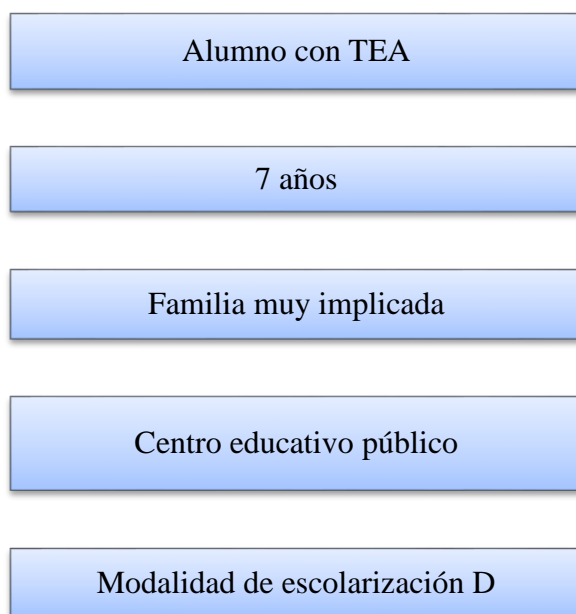 Alumno con TEA
7 años
Familia muy implicada
Centro educativo público
Modalidad de escolarización D